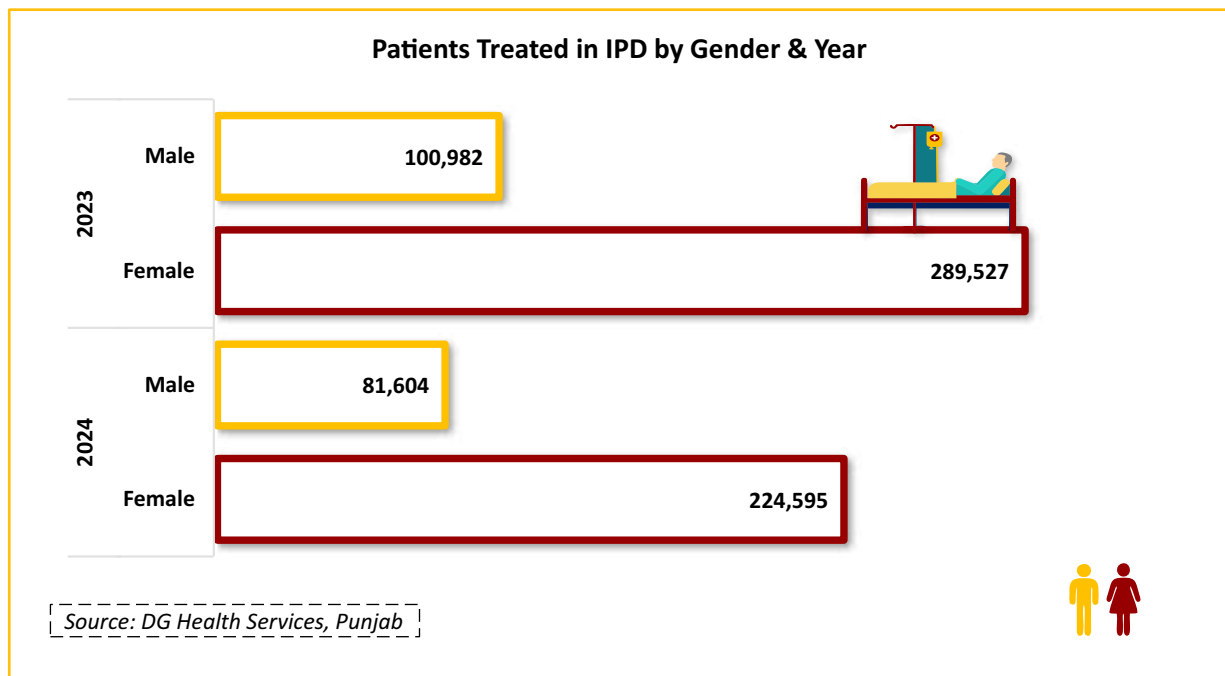 Patients Treated in IPD by Gender & Year
2023
Male
100,982
Female
289,527
2024
Male
81,604
Female
224,595
Source: DG Health Services, Punjab